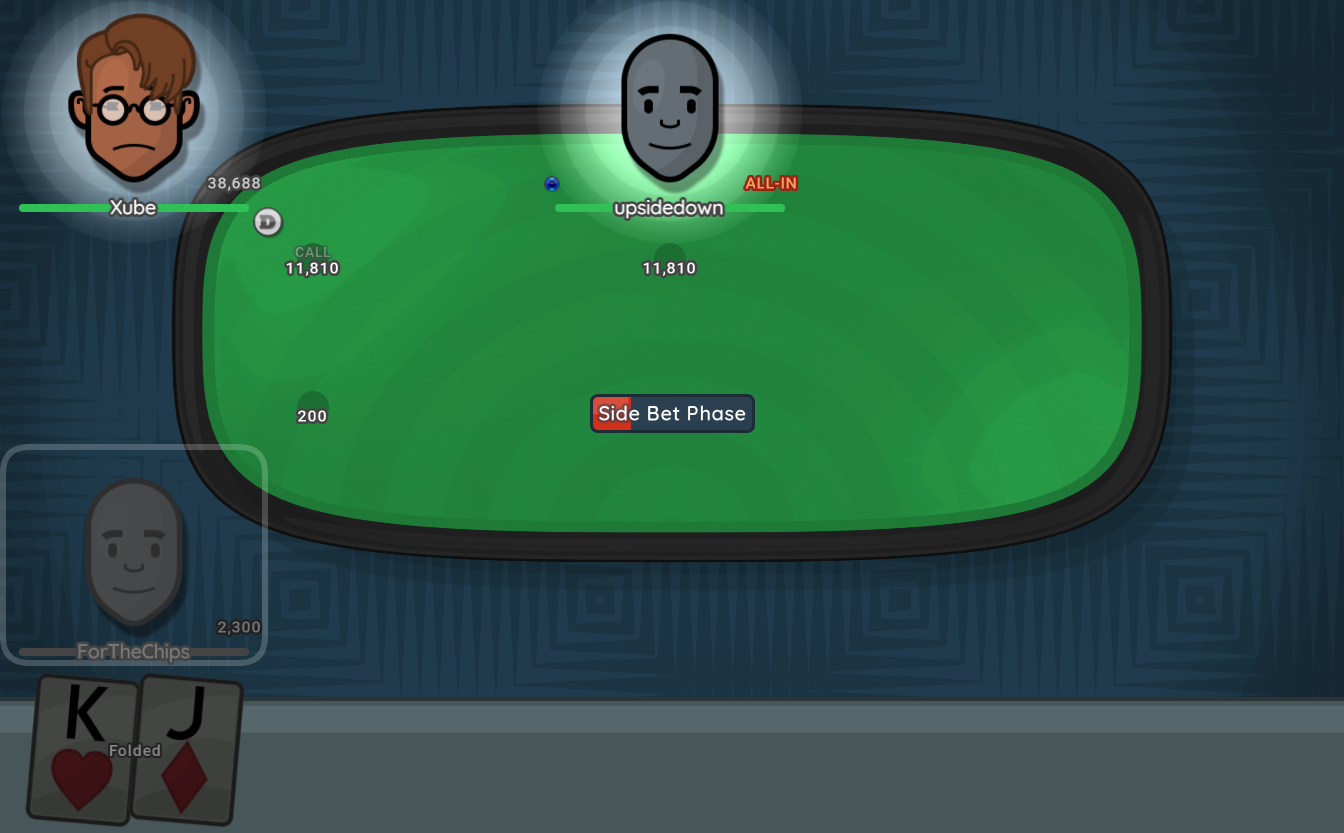 38,688
Xube
D
CALL
11,810
ALL-IN
upsidedown
11,810
200
Side Bet Phase
2,300
ForTheChips
K
J
Folded